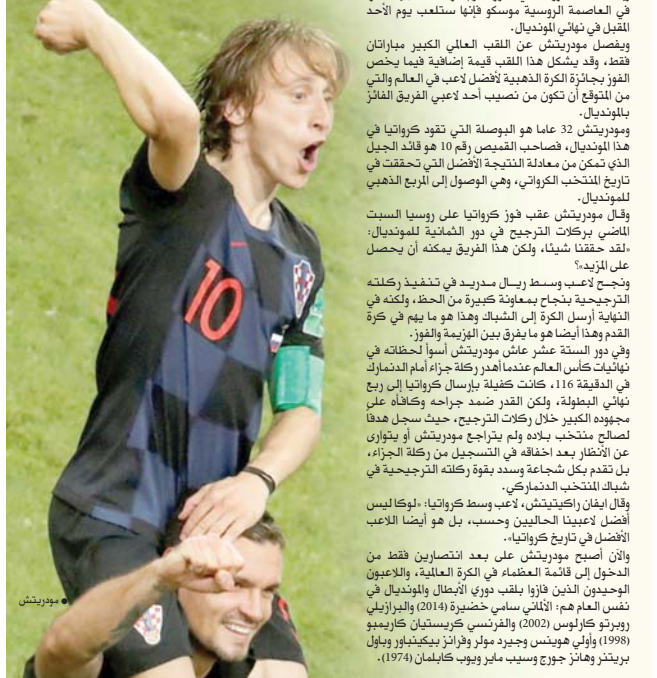 في العاصمة الروسية موسكو فإنها ستلعب يوم الأحد
المقبل في نهائي المونديال.
ويفصل مودريتش عن اللقب العالمي الكبير مباراتان
فقط، وقد يشكل هذا اللقب قيمة إضافية فيما يخص
الفوز بجائزة الكرة الذهبية لأفضل لاعب في العالم والتي
من المتوقع أن تكون من نصيب أحد لاعبي الفريق الفائز
بالمونديال.
ومودريتش 32 عاما هو البوصلة التي تقود كرواتيا في
هذا المونديال، فصاحب القميص رقم 10 هو قائد الجيل
الذي تمكن من معادلة النتيجة الأفضل التي تحققت في
تاريخ المنتخب الكرواتي، وهي الوصول إلى المربع الذهبي
للمونديال.
وقال مودريتش عقب فوز كرواتيا على روسيا السبت
الماضي بركلات الترجيح في دور الثمانية للمونديال:
«لقد حققنا شيئا، ولكن هذا الفريق يمكنه أن يحصل
على المزيد»؟
ونجح لاعب وسط ريال مدريد في تنفيذ ركلته
الترجيحية بنجاح بمعاونة كبيرة من الحظ، ولكنه في
النهاية أرسل الكرة إلى الشباك وهذا هو ما يهم في كرة
القدم وهذا أيضا هو ما يفرق بين الهزيمة والفوز.
وفي دور الستة عشر عاش مودريتش أسوأ لحظاته في
نهائيات كأس العالم عندما أهدر ركلة جزاء أمام الدنمارك
في الدقيقة 116، كانت كفيلة بإرسال كرواتيا إلى ربع
نهائي البطولة، ولكن القدر ضمد جراحه وكافأه على
مجهوده الكبير خلال ركلات الترجيح، حيث سجل هدفاً
لصالح منتخب بلاده ولم يتراجع مودريتش أو يتوارى
عن الأنظار بعد اخفاقه في التسجيل من ركلة الجزاء،
بل تقدم بكل شجاعة وسدد بقوة ركلته الترجيحية في
شباك المنتخب الدنماركي.
وقال ايفان راكيتيتش، لاعب وسط كرواتيا: «لوكا ليس
أفضل لاعبينا الحاليين وحسب، بل هو أيضا اللاعب
الأفضل في تاريخ كرواتيا».
والآن أصبح مودريتش على بعد انتصارين فقط من
الدخول إلى قائمة العظماء في الكرة العالمية، واللاعبون
الوحيدون الذين فازوا بلقب دوري الأبطال والمونديال في
نفس العام هم: الألماني سامي خضيرة (2014) والبرازيلي
روبرتو كارلوس (2002) والفرنسي كريستيان كاريمبو
(1998) وأولي هوينس وجيرد مولر وفرانز بيكينباور وباول
بريتنر وهانز جورج وسيب ماير ويوب كابلمان (1974).
10
● مودريتش